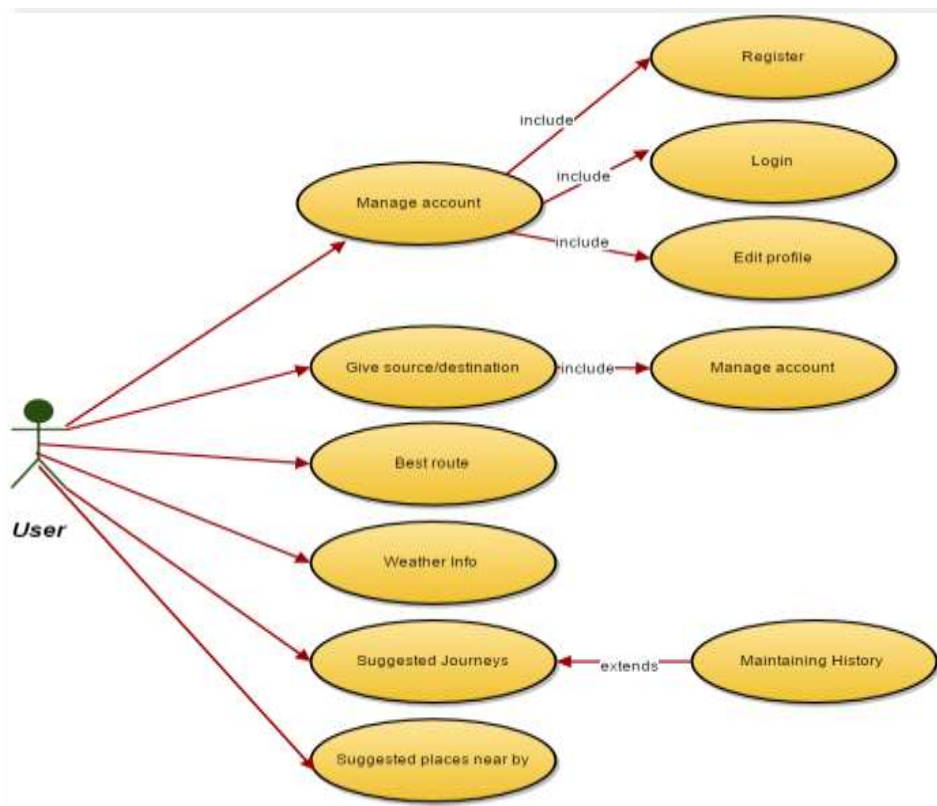 Register
include
Login
include
Manage account
include
Edit profile
Give source/destination
include
Manage account
Best route
User
Weather Info
Suggested Journeys
extends
Maintaining History
Suggested places near by